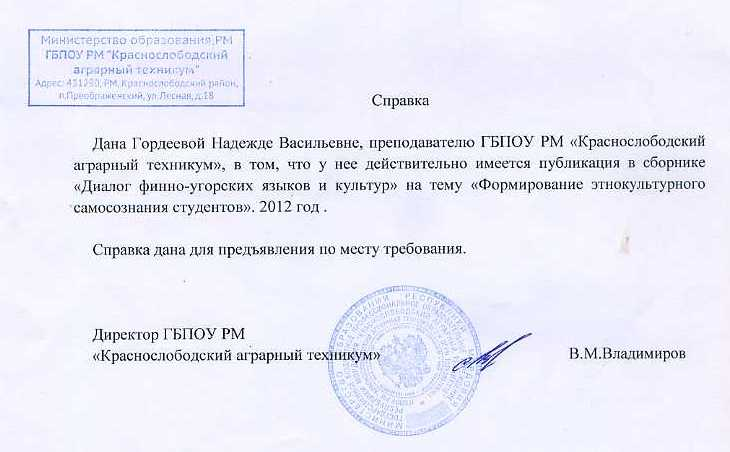 Министерство образования РМ
ГБПОУ РМ "Краснослободский
аграрный техникум"
Адрес: 431290, РМ, Краснослободский район,
п.Преображенский, ул.Лесная, д.18
Справка
Дана Гордеевой Надежде Васильевне, преподавателю ГБПОУ РМ «Краснослободский
аграрный техникум», в том, что у нее действительно имеется публикация в сборнике
«Диалог финно-угорских языков и культур» на тему «Формирование этнокультурного
самосознания студентов». 2012 год .
Справка дана для предъявления по месту требования.
Директор ГБПОУ РМ
«Краснослободский аграрный техникум»
В.М.Владимиров